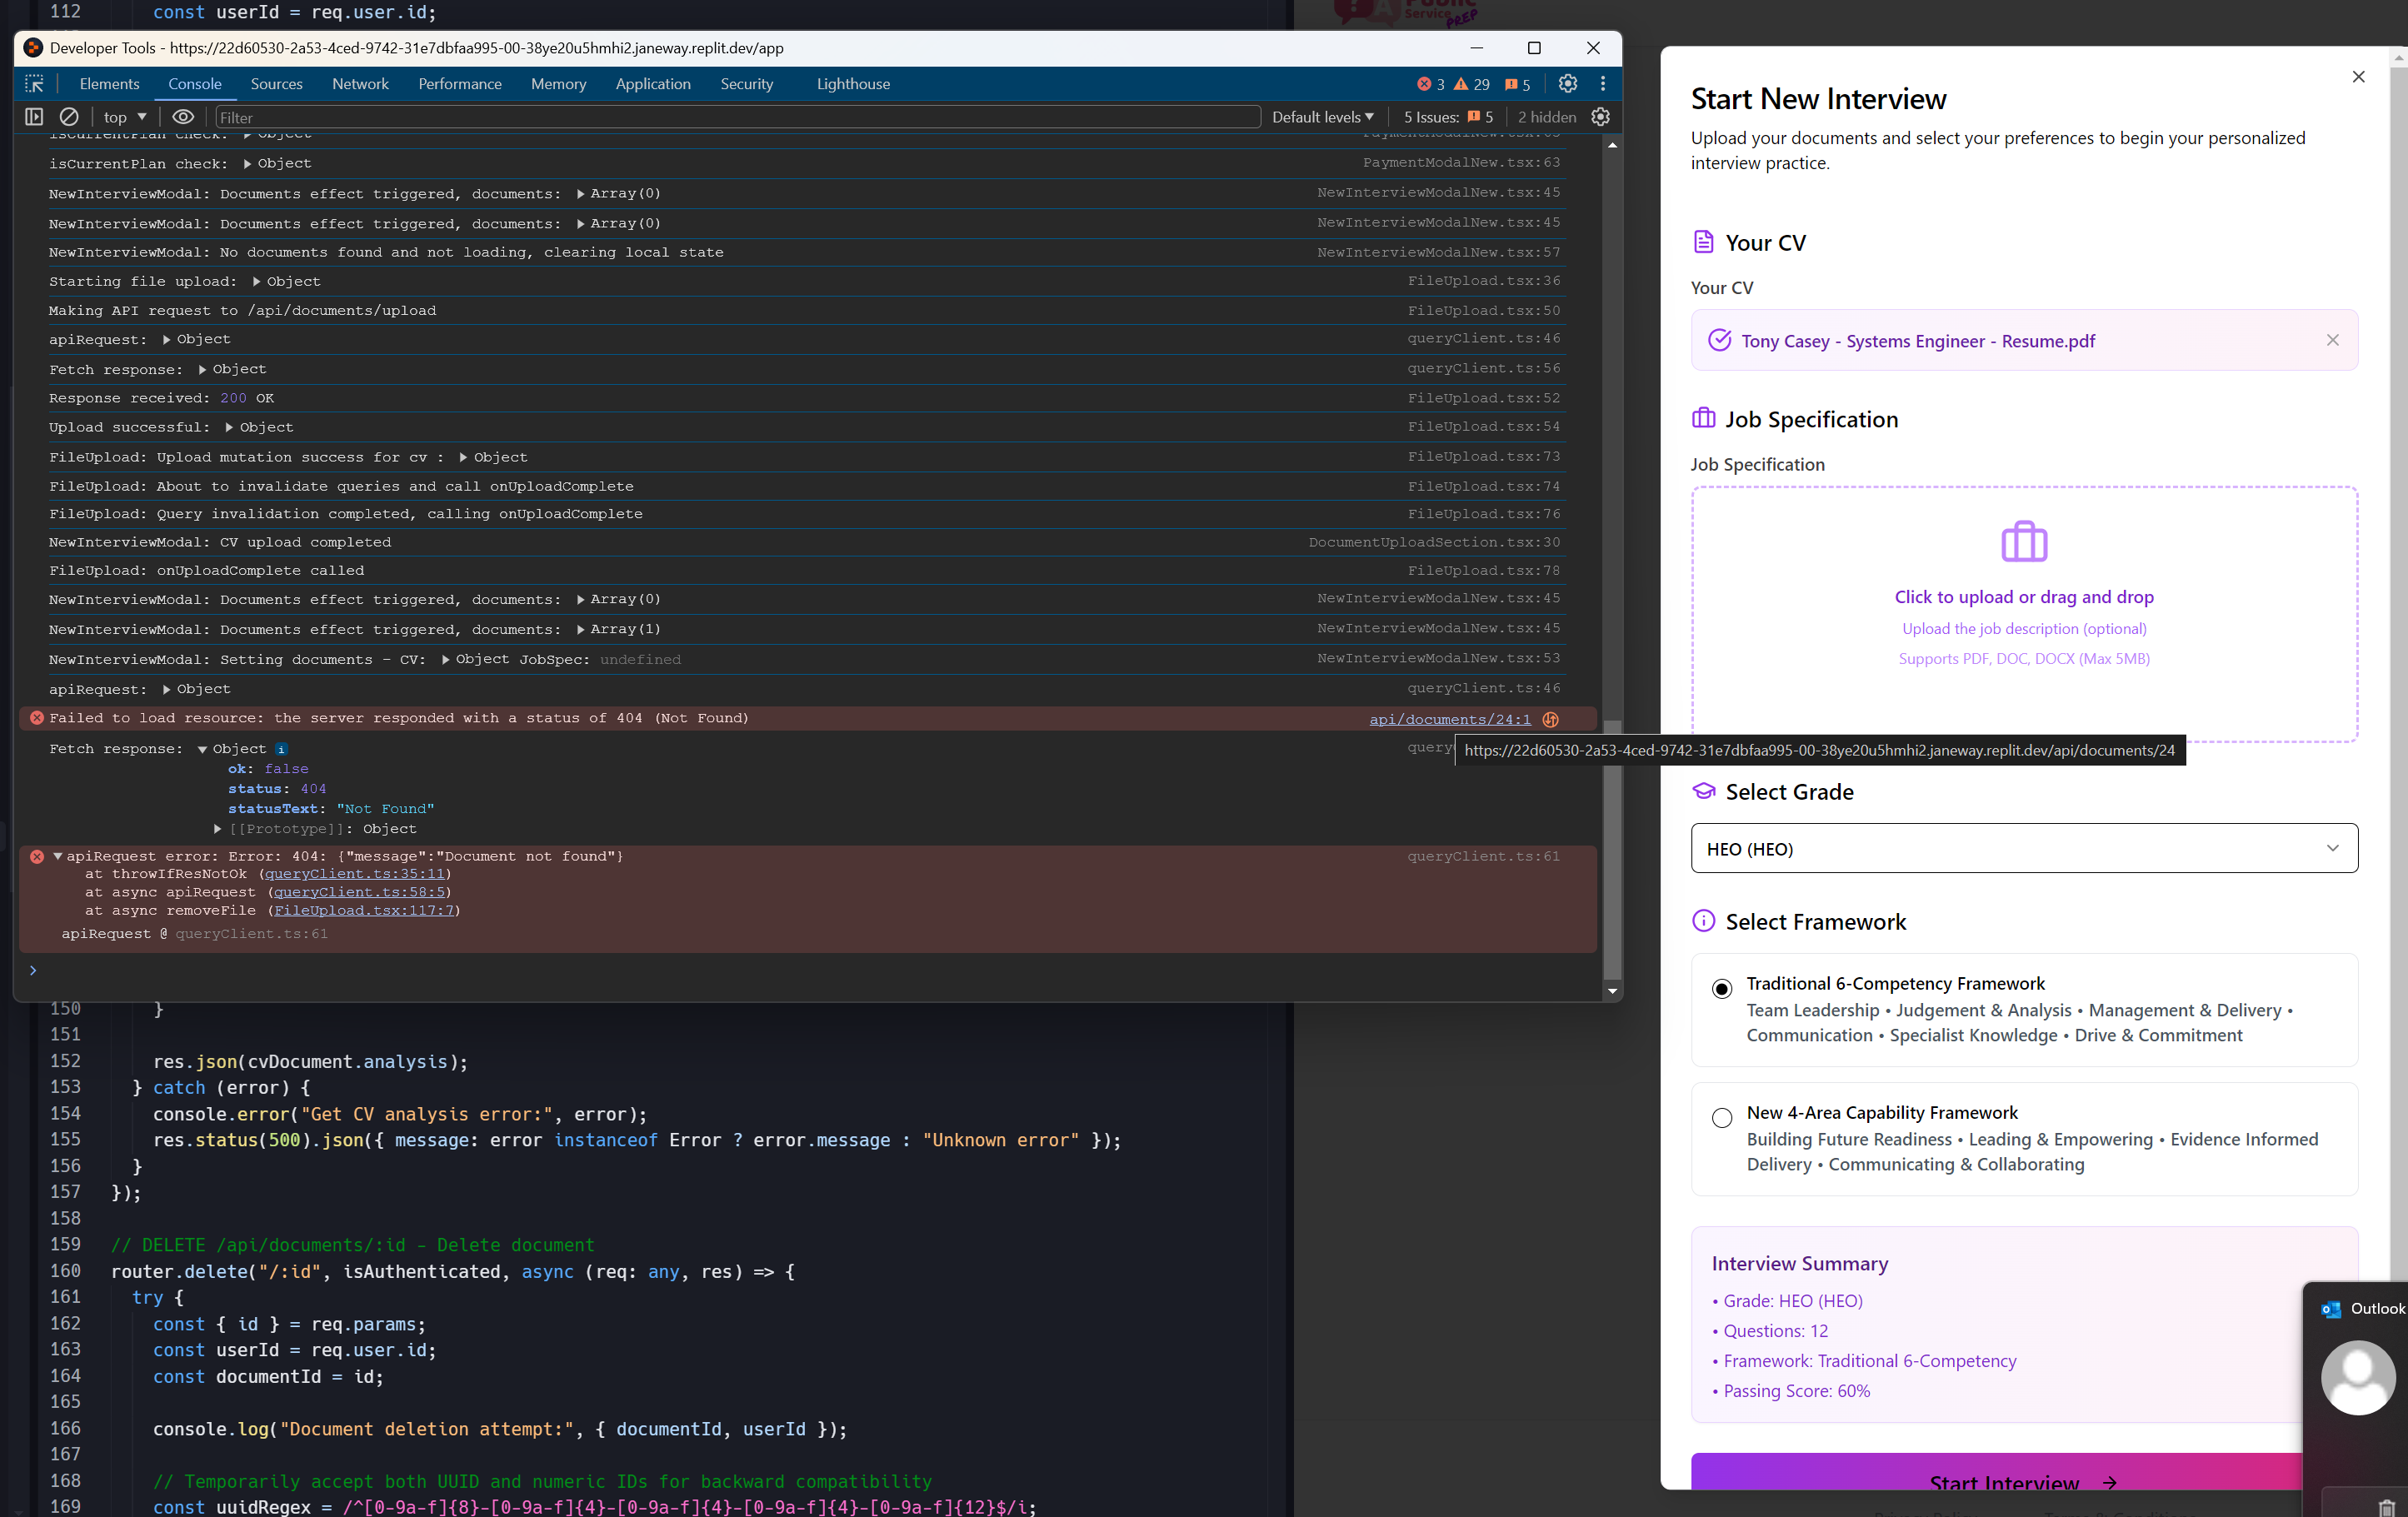 112 const userId = req.user.id;
Public
Service
PREP
Developer Tools - https://22d60530-2a53-4ced-9742-31e7dbfaa995-00-38ye20u5hmhi2.janeway.replit.dev/app
Elements Console Sources Network Performance Memory Application Security Lighthouse 3 29 5
top Filter Default levels 5 Issues: 5 2 hidden
isCurrentPlan check: Object PaymentModalNew.tsx:63
isCurrentPlan check: Object PaymentModalNew.tsx:63
NewInterviewModal: Documents effect triggered, documents: Array(0) NewInterviewModalNew.tsx:45
NewInterviewModal: Documents effect triggered, documents: Array(0) NewInterviewModalNew.tsx:45
NewInterviewModal: No documents found and not loading, clearing local state NewInterviewModalNew.tsx:57
Starting file upload: Object FileUpload.tsx:36
Making API request to /api/documents/upload FileUpload.tsx:50
apiRequest: Object queryClient.ts:46
Fetch response: Object queryClient.ts:56
Response received: 200 OK FileUpload.tsx:52
Upload successful: Object FileUpload.tsx:54
FileUpload: Upload mutation success for cv : Object FileUpload.tsx:73
FileUpload: About to invalidate queries and call onUploadComplete FileUpload.tsx:74
FileUpload: Query invalidation completed, calling onUploadComplete FileUpload.tsx:76
NewInterviewModal: CV upload completed DocumentUploadSection.tsx:30
FileUpload: onUploadComplete called FileUpload.tsx:78
NewInterviewModal: Documents effect triggered, documents: Array(0) NewInterviewModalNew.tsx:45
NewInterviewModal: Documents effect triggered, documents: Array(1) NewInterviewModalNew.tsx:45
NewInterviewModal: Setting documents - CV: Object JobSpec: undefined NewInterviewModalNew.tsx:53
apiRequest: Object queryClient.ts:46
Failed to load resource: the server responded with a status of 404 (Not Found) api/documents/24:1
Fetch response: Object i query
https://22d60530-2a53-4ced-9742-31e7dbfaa995-00-38ye20u5hmhi2.janeway.replit.dev/api/documents/24
ok: false
status: 404
statusText: "Not Found"
[[Prototype]]: Object
apiRequest error: Error: 404: {"message":"Document not found"} queryClient.ts:61
at throwIfResNotOk (queryClient.ts:35:11)
at async apiRequest (queryClient.ts:58:5)
at async removeFile (FileUpload.tsx:117:7)
apiRequest @ queryClient.ts:61
150 }
151
152 res.json(cvDocument.analysis);
153 } catch (error) {
154 console.error("Get CV analysis error:", error);
155 res.status(500).json({ message: error instanceof Error ? error.message : "Unknown error" });
156 }
157 });
158
159 // DELETE /api/documents/:id - Delete document
160 router.delete("/:id", isAuthenticated, async (req: any, res) => {
161 try {
162 const { id } = req.params;
163 const userId = req.user.id;
164 const documentId = id;
165
166 console.log("Document deletion attempt:", { documentId, userId });
167
168 // Temporarily accept both UUID and numeric IDs for backward compatibility
169 const uuidRegex = /^[0-9a-f]{8}-[0-9a-f]{4}-[0-9a-f]{4}-[0-9a-f]{4}-[0-9a-f]{12}$/i;
Start New Interview
Upload your documents and select your preferences to begin your personalized
interview practice.
Your CV
Your CV
Tony Casey - Systems Engineer - Resume.pdf
Job Specification
Job Specification
Click to upload or drag and drop
Upload the job description (optional)
Supports PDF, DOC, DOCX (Max 5MB)
Select Grade
HEO (HEO)
Select Framework
Traditional 6-Competency Framework
Team Leadership • Judgement & Analysis • Management & Delivery •
Communication • Specialist Knowledge • Drive & Commitment
New 4-Area Capability Framework
Building Future Readiness • Leading & Empowering • Evidence Informed
Delivery • Communicating & Collaborating
Interview Summary
• Grade: HEO (HEO)
• Questions: 12
• Framework: Traditional 6-Competency
• Passing Score: 60%
Start Interview →
Outlook